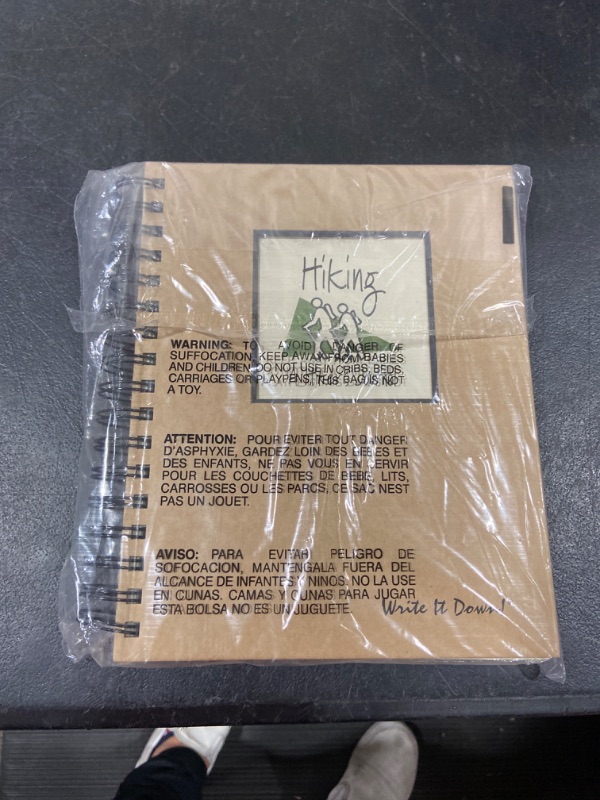 Hiking
WARNING: TO AVOID DANGER OF
SUFFOCATION, KEEP AWAY FROM BABIES
AND CHILDREN. DO NOT USE IN CRIBS, BEDS,
CARRIAGES OR PLAYPENS. THIS BAG IS NOT
A TOY.
ATTENTION: POUR EVITER TOUT DANGER
D'ASPHYXIE, GARDEZ LOIN DES BEBES ET
DES ENFANTS, NE PAS VOUS EN SERVIR
POUR LES COUCHETTES DE BEBE, LITS,
CARROSSES OU LES PARCS, CE SAC NEST
PAS UN JOUET.
AVISO: PARA EVITAR PELIGRO DE
SOFOCACION, MANTENGALA FUERA DEL
ALCANCE DE INFANTES Y NINOS. NO LA USE
EN CUNAS. CAMAS Y CUNAS PARA JUGAR
ESTA BOLSA NO ES UN JUGUETE.
Write It Down!